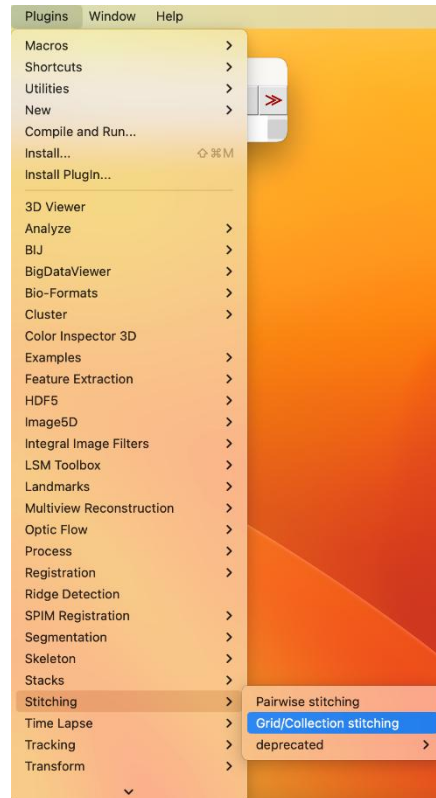 Plugins Window Help
Macros
Shortcuts
Utilities
New
Compile and Run...
Install... ⇧⌘M
Install PlugIn...
3D Viewer
Analyze
BIJ
BigDataViewer
Bio-Formats
Cluster
Color Inspector 3D
Examples
Feature Extraction
HDF5
Image5D
Integral Image Filters
LSM Toolbox
Landmarks
Multiview Reconstruction
Optic Flow
Process
Registration
Ridge Detection
SPIM Registration
Segmentation
Skeleton
Stacks
Stitching
Pairwise stitching
Time Lapse
Grid/Collection stitching
Tracking
deprecated
Transform